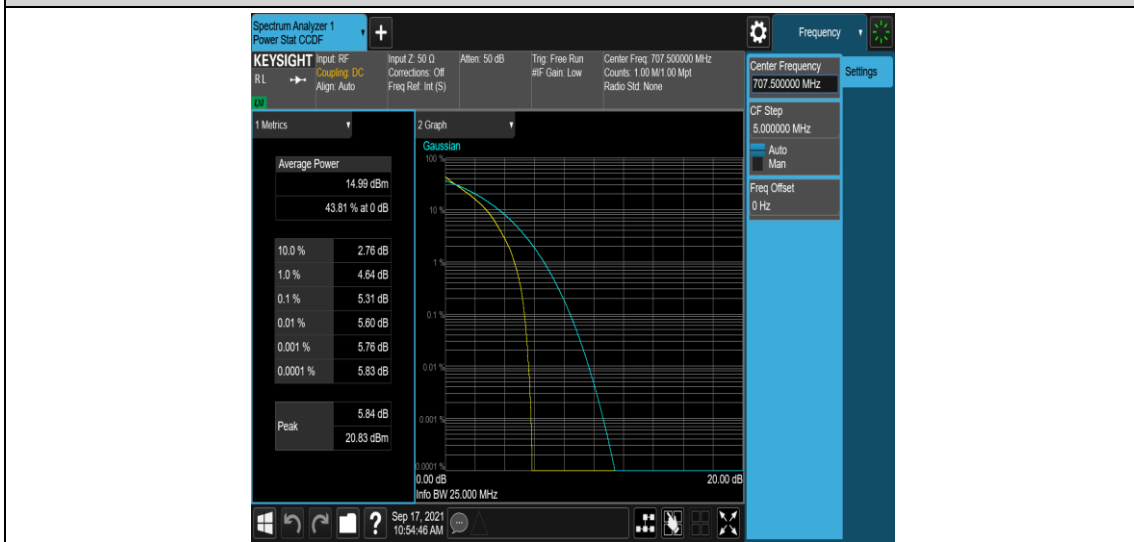 Spectrum Analyzer 1
Power Stat CCDF
+
Frequency
KEYSIGHT
RL
LXI
Input: RF
Coupling: DC
Align: Auto
Input Z: 50 Ω
Corrections: Off
Freq Ref: Int (S)
Atten: 50 dB
Trig: Free Run
#IF Gain: Low
Center Freq: 707.500000 MHz
Counts: 1.00 M/1.00 Mpt
Radio Std: None
Center Frequency
707.500000 MHz
Settings
CF Step
5.000000 MHz
Auto
Man
Freq Offset
0 Hz
1 Metrics
Average Power
14.99 dBm
43.81 % at 0 dB
10.0 % 2.76 dB
1.0 % 4.64 dB
0.1 % 5.31 dB
0.01 % 5.60 dB
0.001 % 5.76 dB
0.0001 % 5.83 dB
Peak
5.84 dB
20.83 dBm
2 Graph
Gaussian
100 %
10 %
1 %
0.1 %
0.01 %
0.001 %
0.0001 %
0.00 dB 20.00 dB
Info BW 25.000 MHz
?
Sep 17, 2021
10:54:46 AM